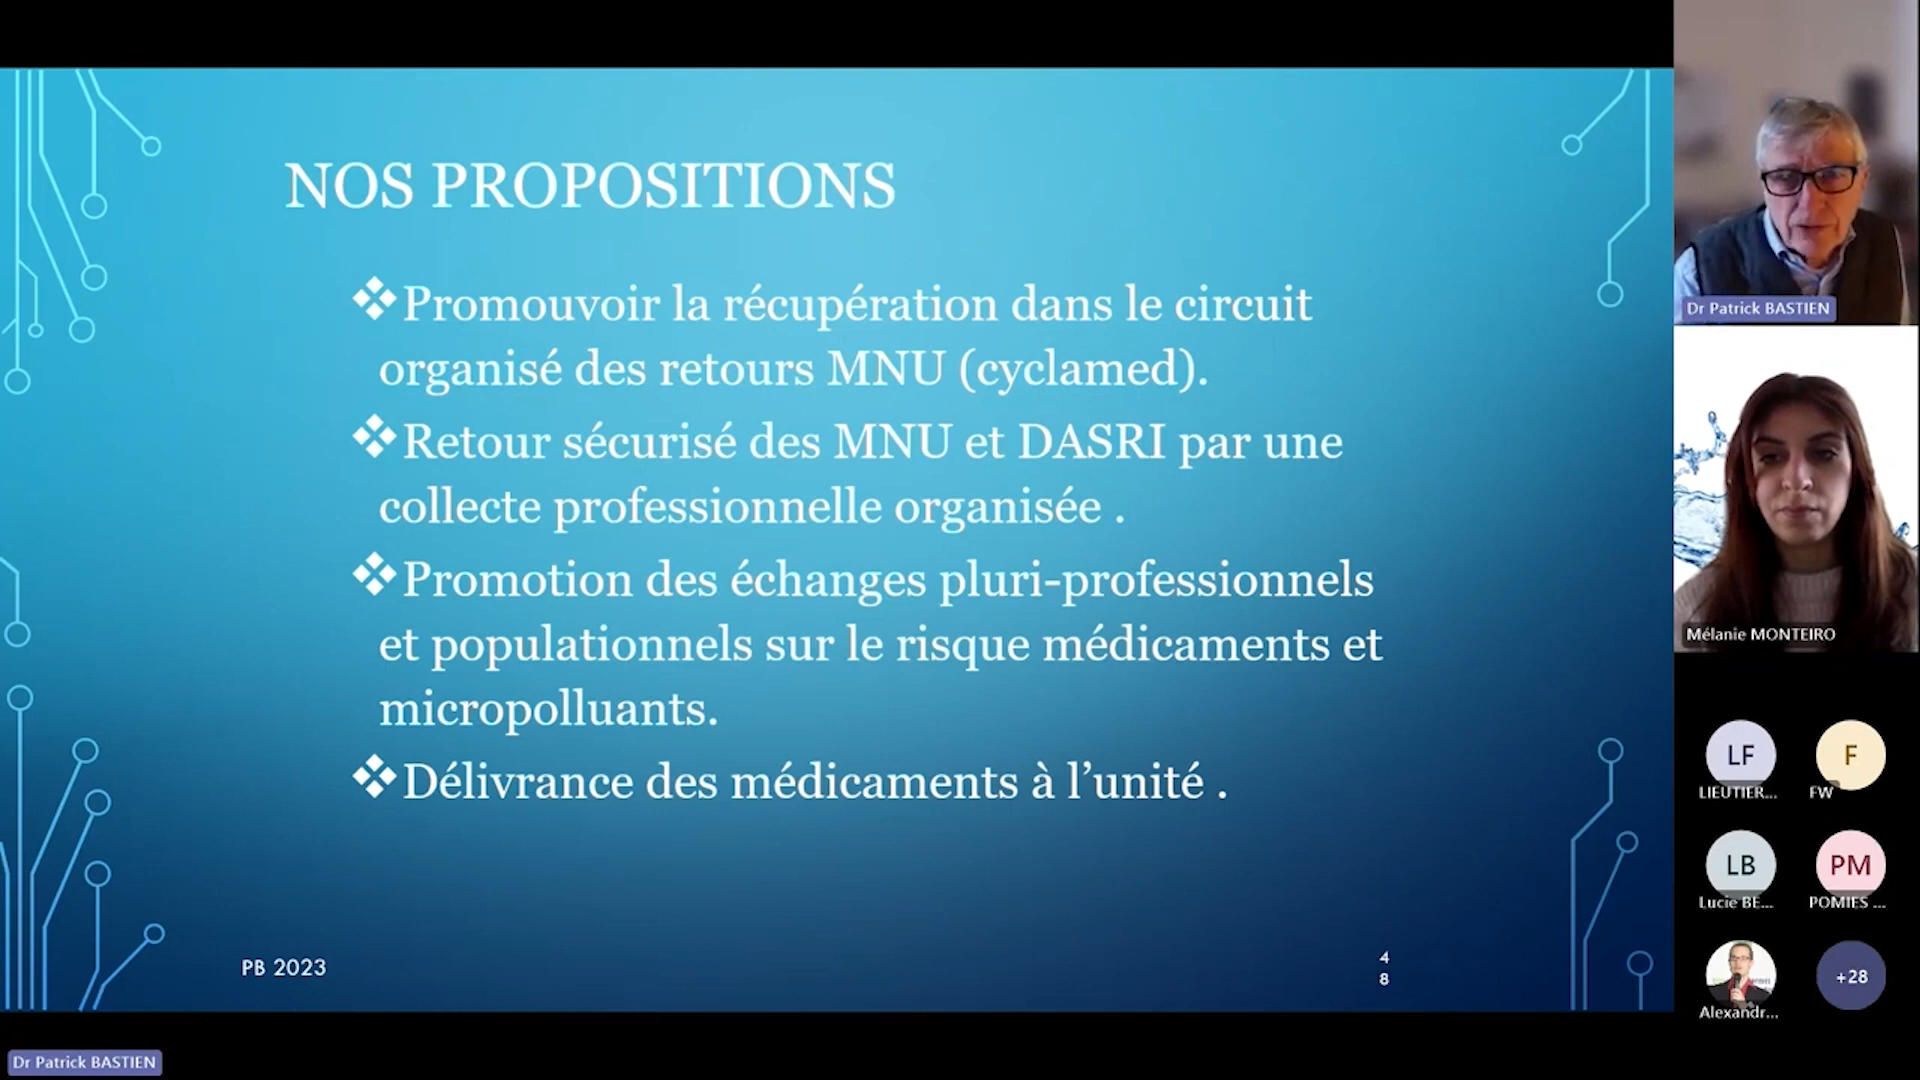 NOS PROPOSITIONS
❖Promouvoir la récupération dans le circuit
organisé des retours MNU (cyclamed).
❖Retour sécurisé des MNU et DASRI par une
collecte professionnelle organisée .
❖Promotion des échanges pluri-professionnels
et populationnels sur le risque médicaments et
micropolluants.
❖Délivrance des médicaments à l’unité .
PB 2023
4
8
Dr Patrick BASTIEN
Dr Patrick BASTIEN
Mélanie MONTEIRO
LF
LIEUTIER...
F
FW
LB
Lucie BE...
PM
POMIES ...
Alexandr...
+28